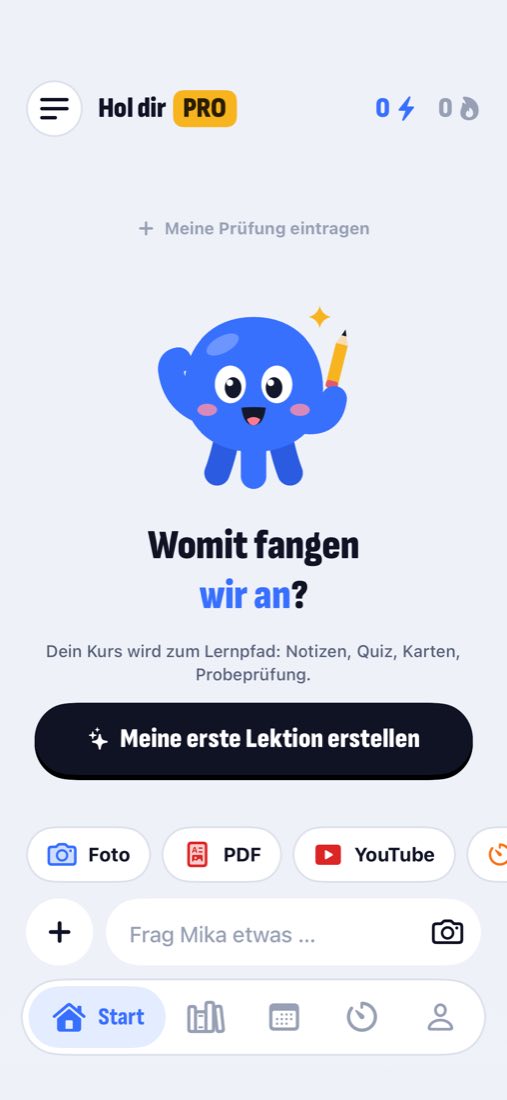 Hol dir PRO
0 0
Meine Prüfung eintragen
Womit fangen
wir an?
Dein Kurs wird zum Lernpfad: Notizen, Quiz, Karten,
Probeprüfung.
Meine erste Lektion erstellen
Foto PDF YouTube
Frag Mika etwas ...
Start